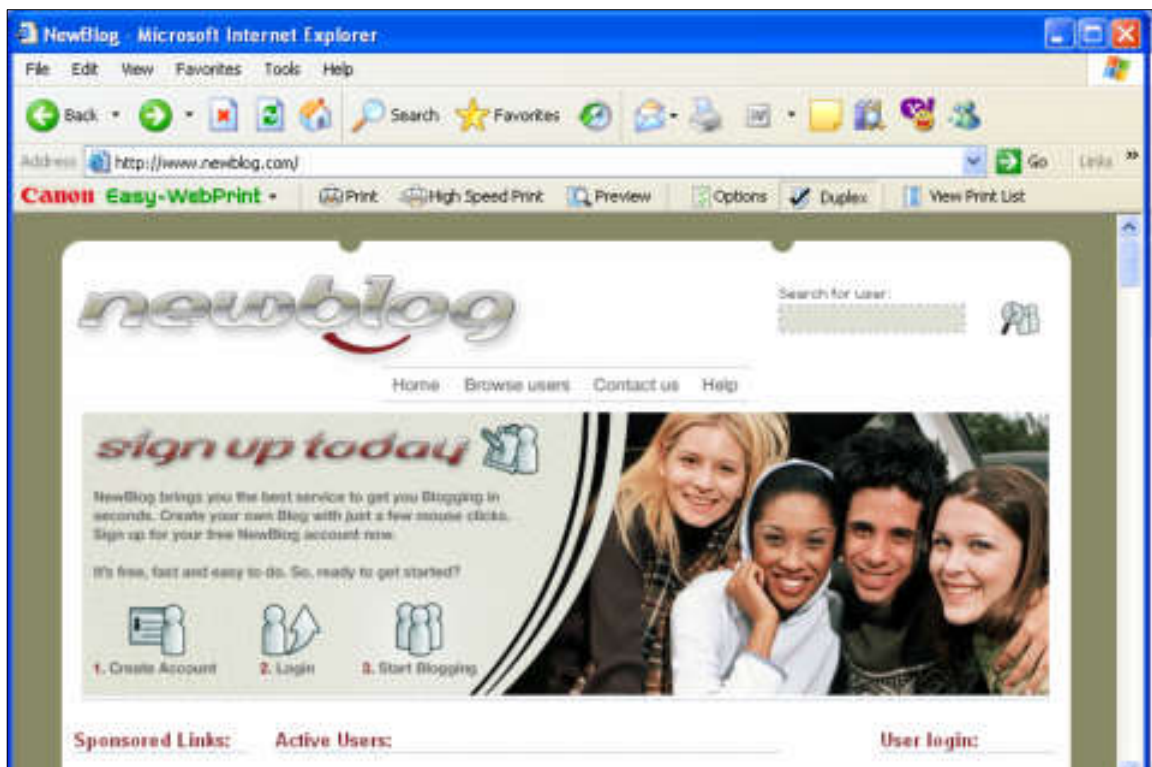 NewBlog - Microsoft Internet Explorer
File Edit View Favorites Tools Help
Back Search Favorites
Address http://www.newblog.com/ Go Links »
Canon Easy-WebPrint Print High Speed Print Preview Options Duplex View Print List
newblog
Search for user:
Home Browse users Contact us Help
sign up today
NewBlog brings you the best service to get you Blogging in
seconds. Create your own Blog with just a few mouse clicks.
Sign up for your free NewBlog account now.
It's free, fast and easy to do. So, ready to get started?
1. Create Account 2. Login 3. Start Blogging
Sponsored Links: Active Users: User login: